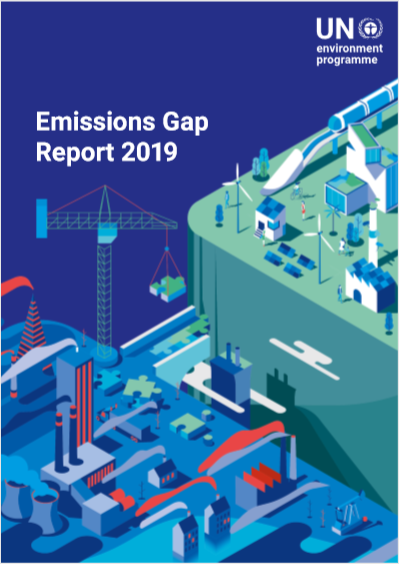 UN
environment
programme
Emissions Gap
Report 2019